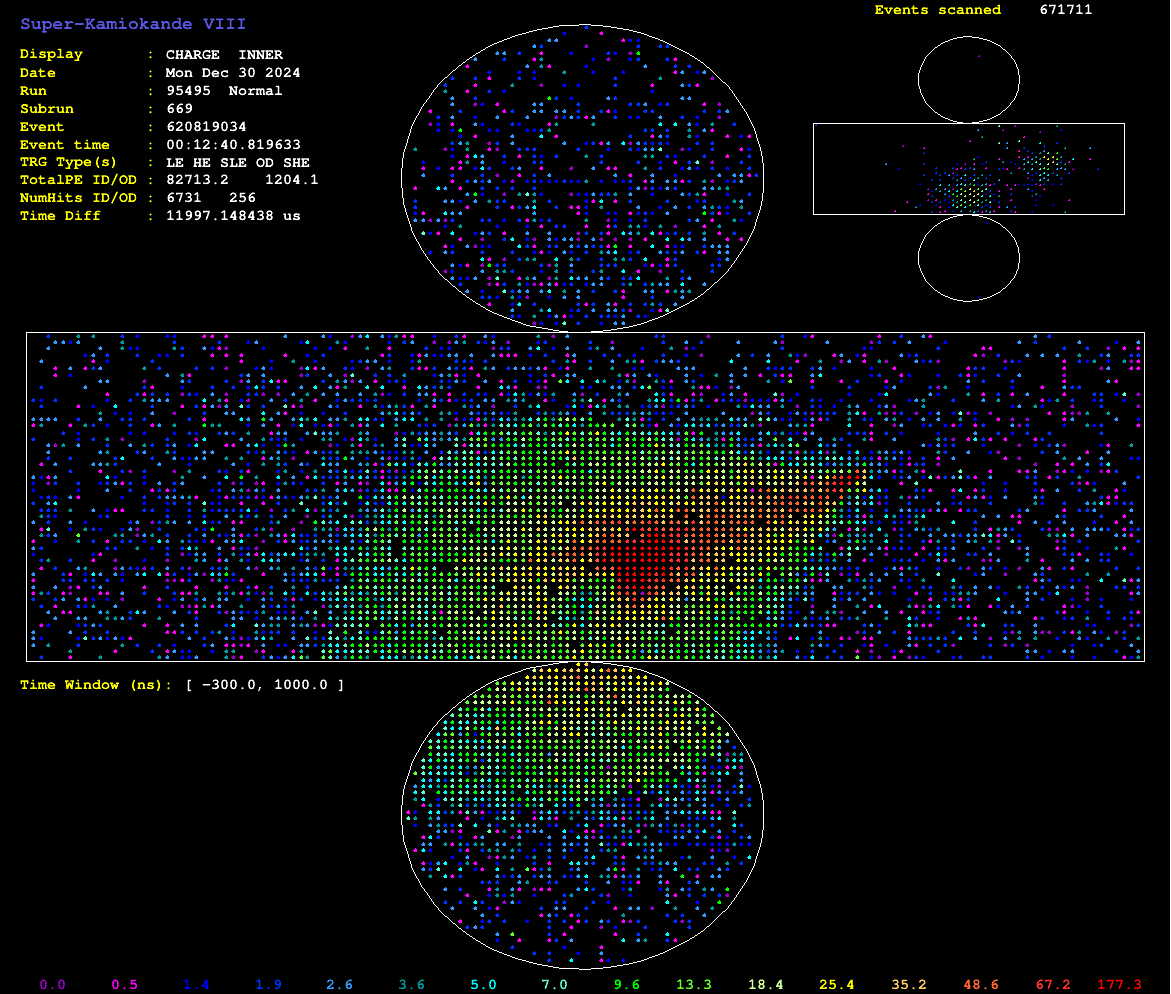 Super-Kamiokande VIII
Events scanned 671711
Display : CHARGE INNER
Date : Mon Dec 30 2024
Run : 95495 Normal
Subrun : 669
Event : 620819034
Event time : 00:12:40.819633
TRG Type(s) : LE HE SLE OD SHE
TotalPE ID/OD : 82713.2 1204.1
NumHits ID/OD : 6731 256
Time Diff : 11997.148438 us
Time Window (ns): [ −300.0, 1000.0 ]
0.0 0.5 1.4 1.9 2.6 3.6 5.0 7.0 9.6 13.3 18.4 25.4 35.2 48.6 67.2 177.3